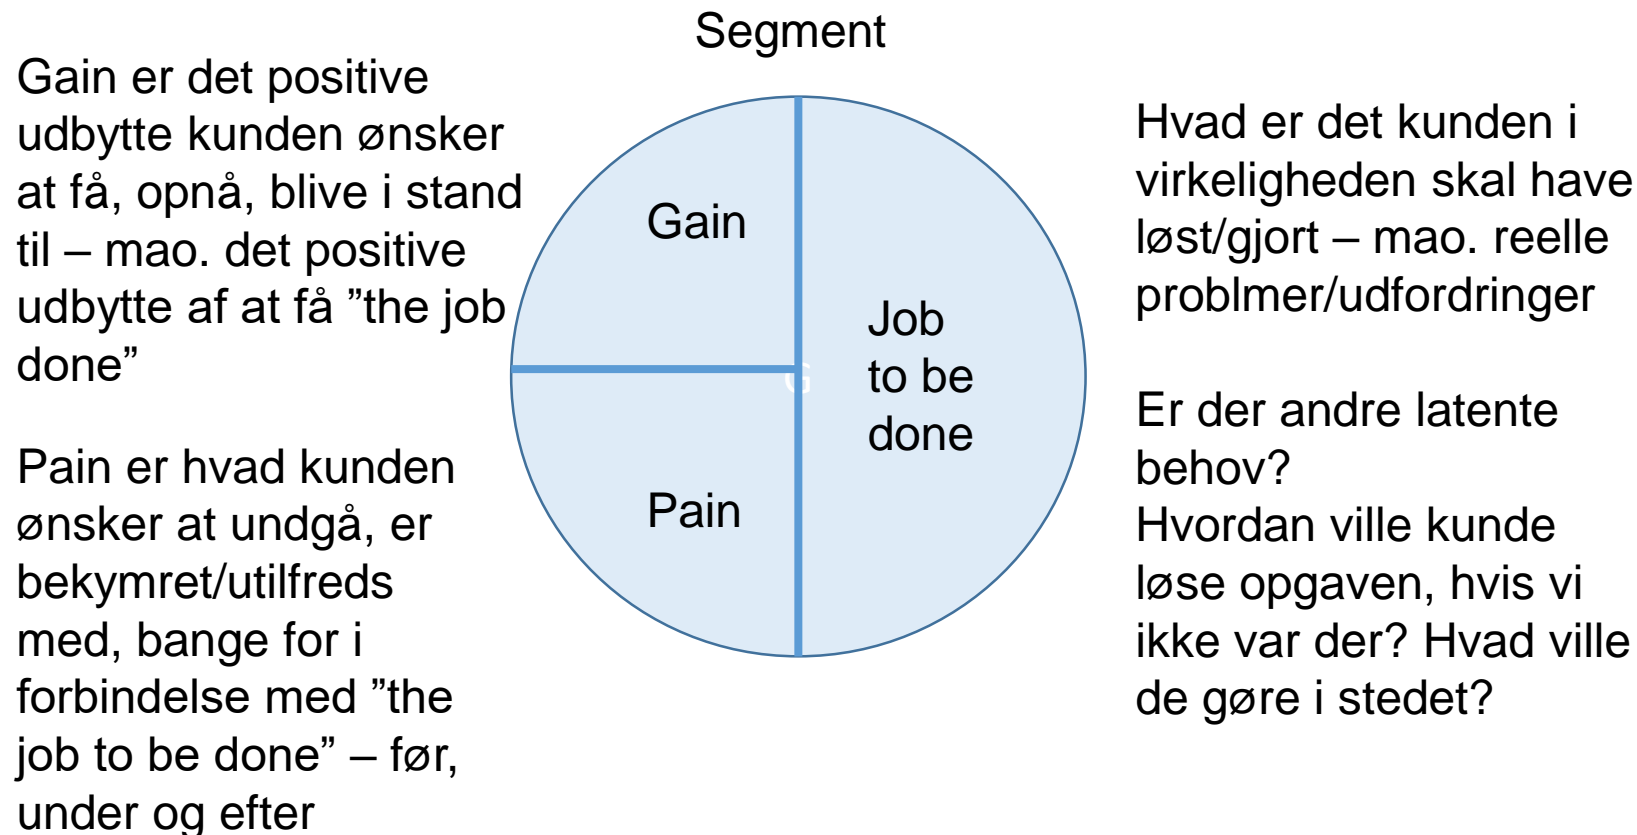 Segment
Gain er det positive
udbytte kunden ønsker
at få, opnå, blive i stand
til – mao. det positive
udbytte af at få ”the job
done”
Pain er hvad kunden
ønsker at undgå, er
bekymret/utilfreds
med, bange for i
forbindelse med ”the
job to be done” – før,
under og efter
Gain
Pain
G
Job
to be
done
Hvad er det kunden i
virkeligheden skal have
løst/gjort – mao. reelle
problmer/udfordringer
Er der andre latente
behov?
Hvordan ville kunde
løse opgaven, hvis vi
ikke var der? Hvad ville
de gøre i stedet?